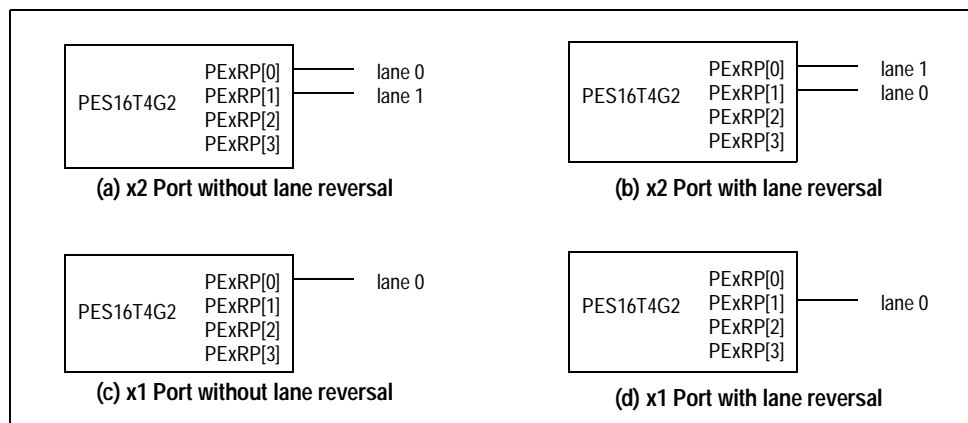 PES16T4G2
PExRP[0] lane 0
PExRP[1] lane 1
PExRP[2]
PExRP[3]
(a) x2 Port without lane reversal
PES16T4G2
PExRP[0] lane 1
PExRP[1] lane 0
PExRP[2]
PExRP[3]
(b) x2 Port with lane reversal
PES16T4G2
PExRP[0] lane 0
PExRP[1]
PExRP[2]
PExRP[3]
(c) x1 Port without lane reversal
PES16T4G2
PExRP[0]
PExRP[1] lane 0
PExRP[2]
PExRP[3]
(d) x1 Port with lane reversal